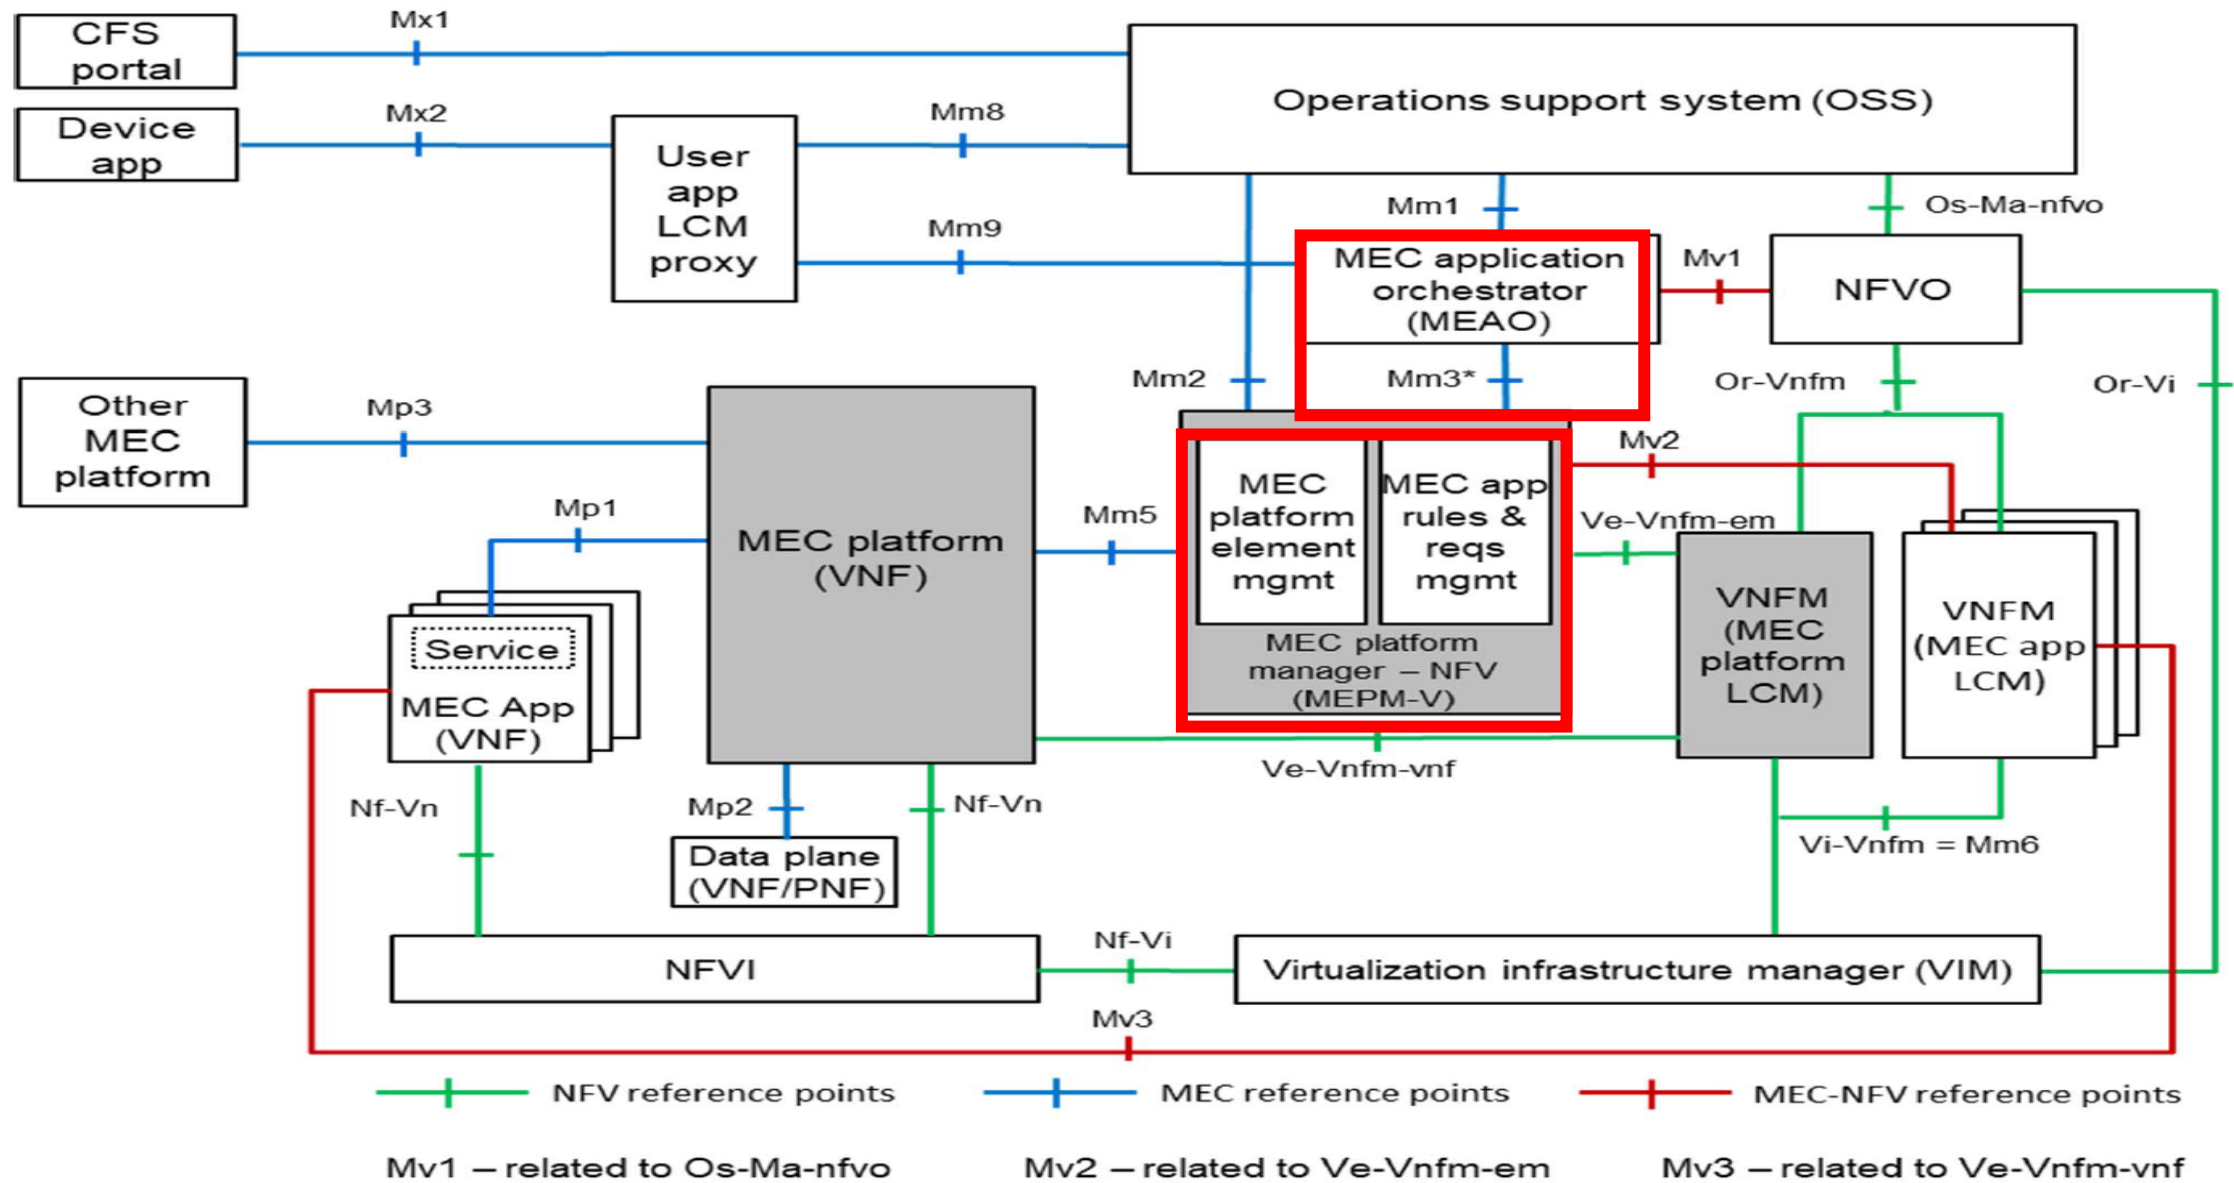 Mx1
CFS
portal
Operations support system (OSS)
Mx2
Device
app
Mm8
User
app
LCM
proxy
Mm9
Mm1
Os-Ma-nfvo
MEC application
orchestrator
(MEAO)
Mv1
NFVO
Mm2
Mm3*
Or-Vnfm
Or-Vi
Other
MEC
platform
Mp3
Mp1
MEC platform
(VNF)
Mm5
MEC
platform
element
mgmt
MEC app
rules &
reqs
mgmt
MEC platform
manager – NFV
(MEPM-V)
Mv2
Ve-Vnfm-em
VNFM
(MEC
platform
LCM)
VNFM
(MEC app
LCM)
Service
MEC App
(VNF)
Ve-Vnfm-vnf
Nf-Vn
Mp2
Nf-Vn
Data plane
(VNF/PNF)
Vi-Vnfm = Mm6
NFVI
Nf-Vi
Virtualization infrastructure manager (VIM)
Mv3
NFV reference points
MEC reference points
MEC-NFV reference points
Mv1 – related to Os-Ma-nfvo
Mv2 – related to Ve-Vnfm-em
Mv3 – related to Ve-Vnfm-vnf